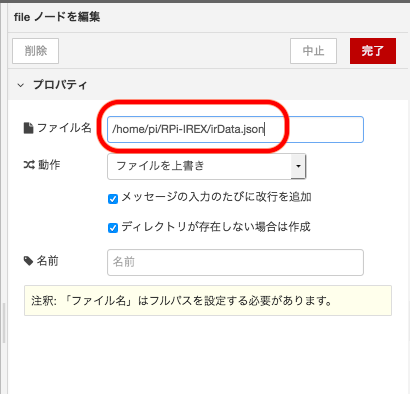 file ノードを編集
削除
中止
完了
プロパティ
ファイル名
/home/pi/RPi-IREX/irData.json
動作
ファイルを上書き
メッセージの入力のたびに改行を追加
ディレクトリが存在しない場合は作成
名前
名前
注釈: 「ファイル名」はフルパスを設定する必要があります。